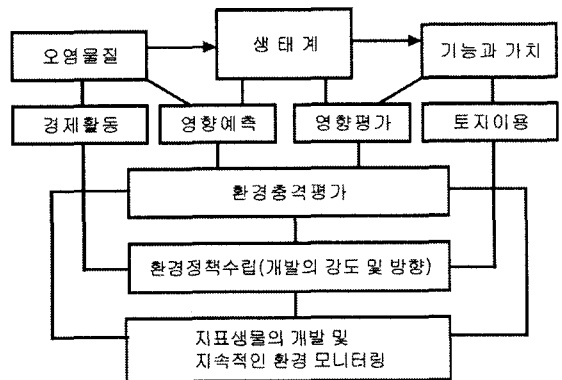 오염물질
생 태 계
기능과 가치
경제활동
영향예측
영향평가
토지이용
환경충격평가
환경정책수립(개발의 강도 및 방향)
지표생물의 개발 및
지속적인 환경 모니터링